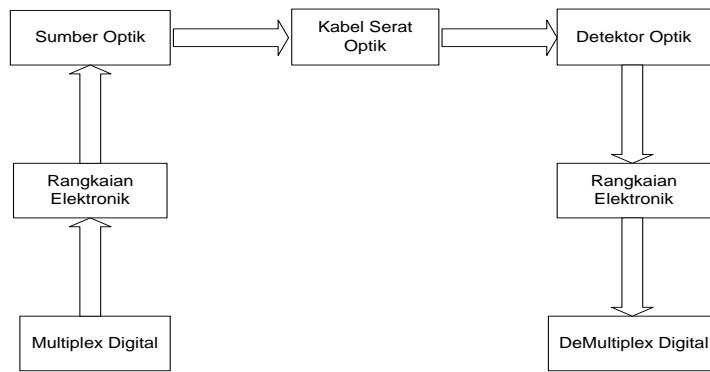 Sumber Optik
Kabel Serat
Optik
Detektor Optik
Rangkaian
Elektronik
Rangkaian
Elektronik
Multiplex Digital
DeMultiplex Digital